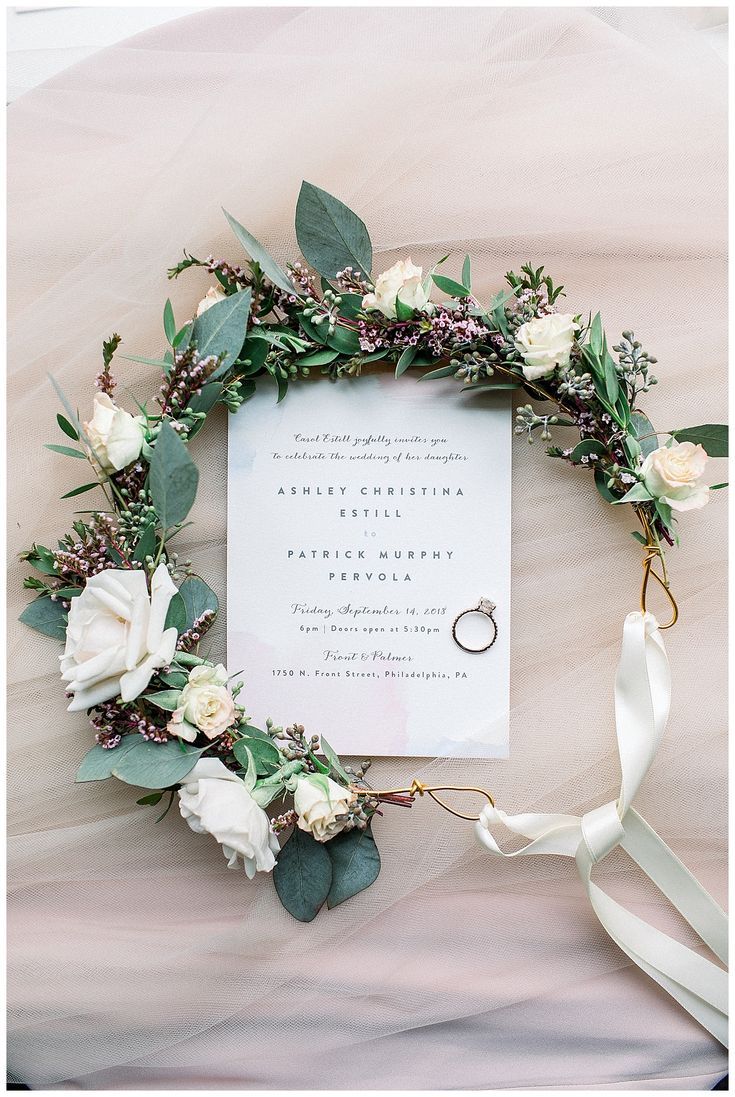 Carol Estill joyfully invites you
to celebrate the wedding of her daughter
ASHLEY CHRISTINA
ESTILL
to
PATRICK MURPHY
PERVOLA
Friday, September 14, 2018
6pm | Doors open at 5:30pm
Front & Palmer
1750 N. Front Street, Philadelphia, PA